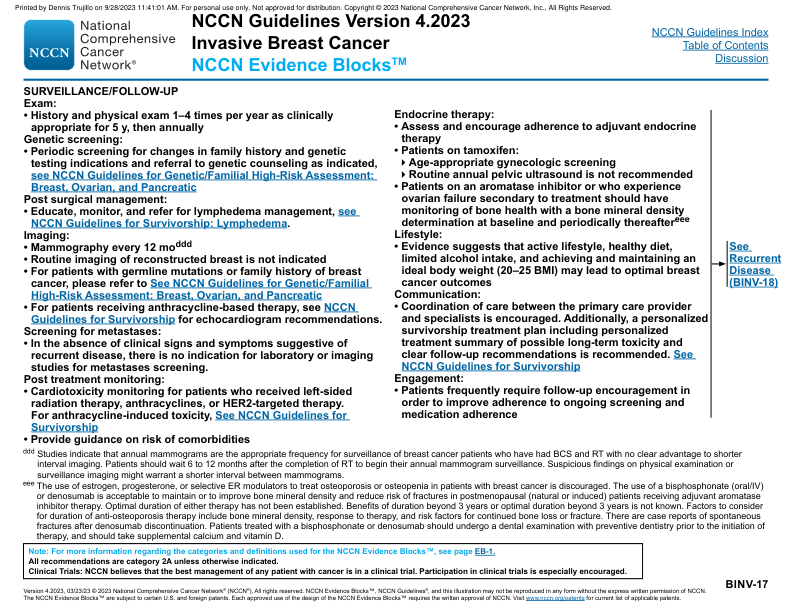 Printed by Dennis Trujillo on 9/28/2023 11:41:01 AM. For personal use only. Not approved for distribution. Copyright © 2023 National Comprehensive Cancer Network, Inc., All Rights Reserved.
NCCN
National
Comprehensive
Cancer
Network®
NCCN Guidelines Version 4.2023
Invasive Breast Cancer
NCCN Evidence Blocks™
NCCN Guidelines Index
Table of Contents
Discussion
SURVEILLANCE/FOLLOW-UP
Exam:
• History and physical exam 1–4 times per year as clinically
appropriate for 5 y, then annually
Genetic screening:
• Periodic screening for changes in family history and genetic
testing indications and referral to genetic counseling as indicated,
see NCCN Guidelines for Genetic/Familial High-Risk Assessment:
Breast, Ovarian, and Pancreatic
Post surgical management:
• Educate, monitor, and refer for lymphedema management, see
NCCN Guidelines for Survivorship: Lymphedema.
Imaging:
• Mammography every 12 moddd
• Routine imaging of reconstructed breast is not indicated
• For patients with germline mutations or family history of breast
cancer, please refer to See NCCN Guidelines for Genetic/Familial
High-Risk Assessment: Breast, Ovarian, and Pancreatic
• For patients receiving anthracycline-based therapy, see NCCN
Guidelines for Survivorship for echocardiogram recommendations.
Screening for metastases:
• In the absence of clinical signs and symptoms suggestive of
recurrent disease, there is no indication for laboratory or imaging
studies for metastases screening.
Post treatment monitoring:
• Cardiotoxicity monitoring for patients who received left-sided
radiation therapy, anthracyclines, or HER2-targeted therapy.
For anthracycline-induced toxicity, See NCCN Guidelines for
Survivorship
• Provide guidance on risk of comorbidities
Endocrine therapy:
• Assess and encourage adherence to adjuvant endocrine
therapy
• Patients on tamoxifen:
Age-appropriate gynecologic screening
Routine annual pelvic ultrasound is not recommended
• Patients on an aromatase inhibitor or who experience
ovarian failure secondary to treatment should have
monitoring of bone health with a bone mineral density
determination at baseline and periodically thereaftereee
Lifestyle:
• Evidence suggests that active lifestyle, healthy diet,
limited alcohol intake, and achieving and maintaining an
ideal body weight (20–25 BMI) may lead to optimal breast
cancer outcomes
Communication:
• Coordination of care between the primary care provider
and specialists is encouraged. Additionally, a personalized
survivorship treatment plan including personalized
treatment summary of possible long-term toxicity and
clear follow-up recommendations is recommended. See
NCCN Guidelines for Survivorship
Engagement:
• Patients frequently require follow-up encouragement in
order to improve adherence to ongoing screening and
medication adherence
See
Recurrent
Disease
(BINV-18)
ddd Studies indicate that annual mammograms are the appropriate frequency for surveillance of breast cancer patients who have had BCS and RT with no clear advantage to shorter
interval imaging. Patients should wait 6 to 12 months after the completion of RT to begin their annual mammogram surveillance. Suspicious findings on physical examination or
surveillance imaging might warrant a shorter interval between mammograms.
eee The use of estrogen, progesterone, or selective ER modulators to treat osteoporosis or osteopenia in patients with breast cancer is discouraged. The use of a bisphosphonate (oral/IV)
or denosumab is acceptable to maintain or to improve bone mineral density and reduce risk of fractures in postmenopausal (natural or induced) patients receiving adjuvant aromatase
inhibitor therapy. Optimal duration of either therapy has not been established. Benefits of duration beyond 3 years or optimal duration beyond 3 years is not known. Factors to consider
for duration of anti-osteoporosis therapy include bone mineral density, response to therapy, and risk factors for continued bone loss or fracture. There are case reports of spontaneous
fractures after denosumab discontinuation. Patients treated with a bisphosphonate or denosumab should undergo a dental examination with preventive dentistry prior to the initiation of
therapy, and should take supplemental calcium and vitamin D.
Note: For more information regarding the categories and definitions used for the NCCN Evidence Blocks™, see page EB-1.
All recommendations are category 2A unless otherwise indicated.
Clinical Trials: NCCN believes that the best management of any patient with cancer is in a clinical trial. Participation in clinical trials is especially encouraged.
BINV-17
Version 4.2023, 03/23/23 © 2023 National Comprehensive Cancer Network® (NCCN®), All rights reserved. NCCN Evidence Blocks™, NCCN Guidelines®, and this illustration may not be reproduced in any form without the express written permission of NCCN.
The NCCN Evidence Blocks™ are subject to certain U.S. and foreign patents. Each approved use of the design of the NCCN Evidence Blocks™ requires the written approval of NCCN. Visit www.nccn.org/patents for current list of applicable patents.